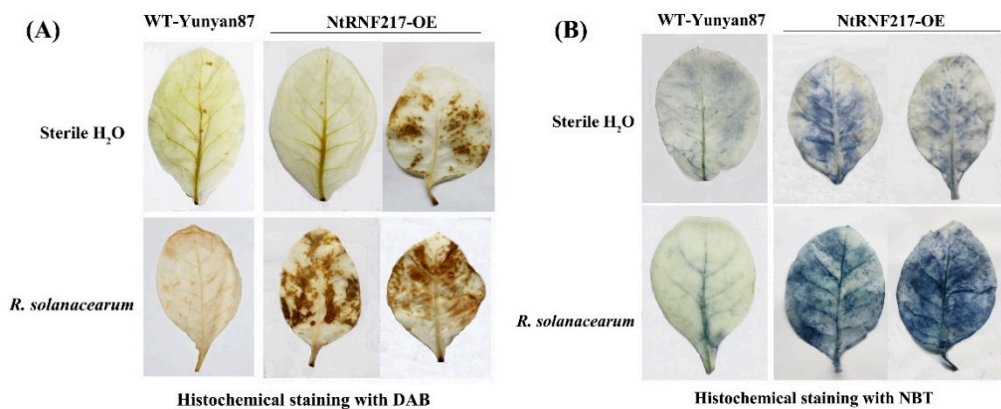 (A)
WT-Yunyan87
NtRNF217-OE
Sterile H₂O
R. solanacearum
Histochemical staining with DAB
(B)
WT-Yunyan87
NtRNF217-OE
Sterile H₂O
R. solanacearum
Histochemical staining with NBT